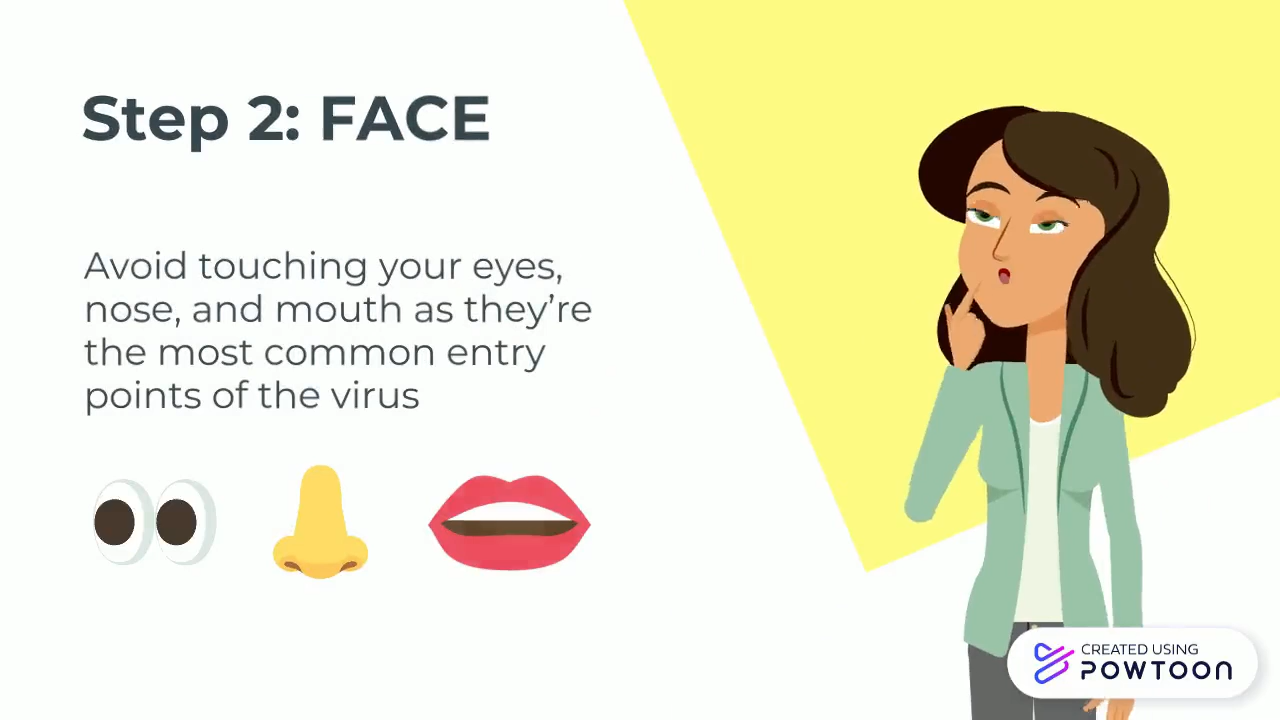 Step 2: FACE
Avoid touching your eyes,
nose, and mouth as they’re
the most common entry
points of the virus
CREATED USING
POWTOON